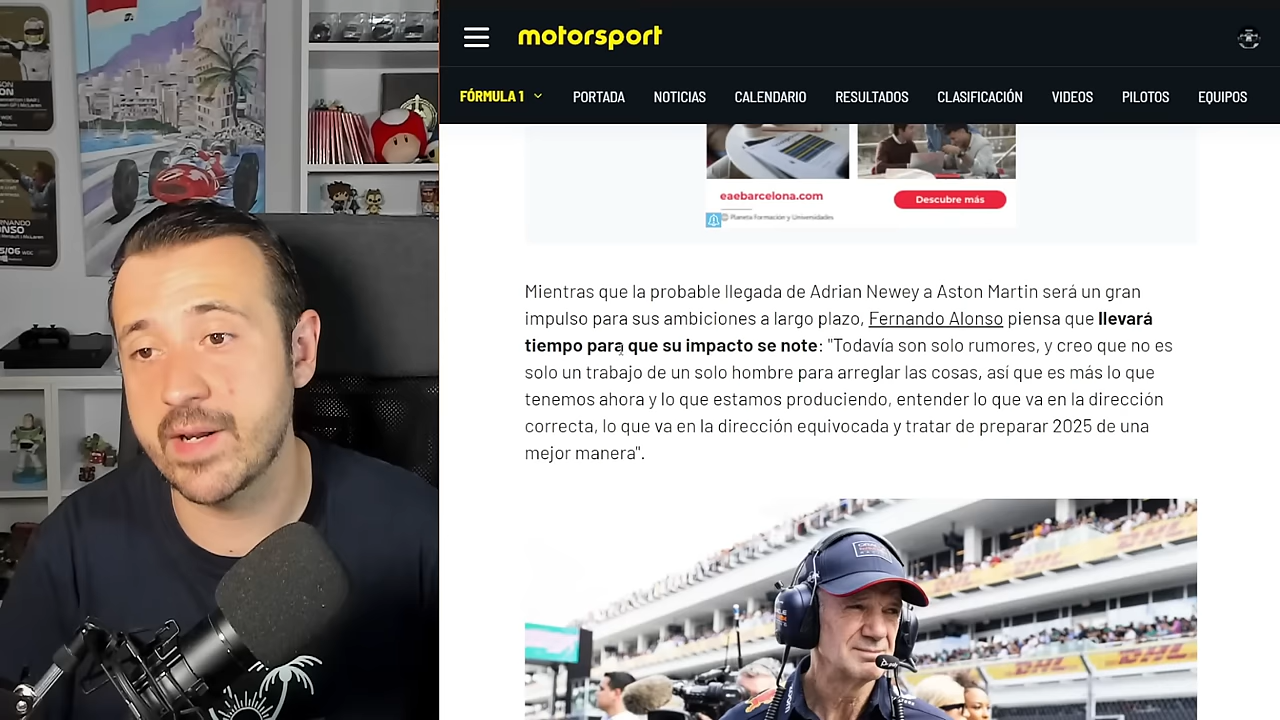 motorsport
FÓRMULA 1
PORTADA
NOTICIAS
CALENDARIO
RESULTADOS
CLASIFICACIÓN
VIDEOS
PILOTOS
EQUIPOS
eaebarcelona.com
Descubre más
Planeta Formación y Universidades
Mientras que la probable llegada de Adrian Newey a Aston Martin será un gran
impulso para sus ambiciones a largo plazo, Fernando Alonso piensa que llevará
tiempo para que su impacto se note: "Todavía son solo rumores, y creo que no es
solo un trabajo de un solo hombre para arreglar las cosas, así que es más lo que
tenemos ahora y lo que estamos produciendo, entender lo que va en la dirección
correcta, lo que va en la dirección equivocada y tratar de preparar 2025 de una
mejor manera".
DHL
DHL